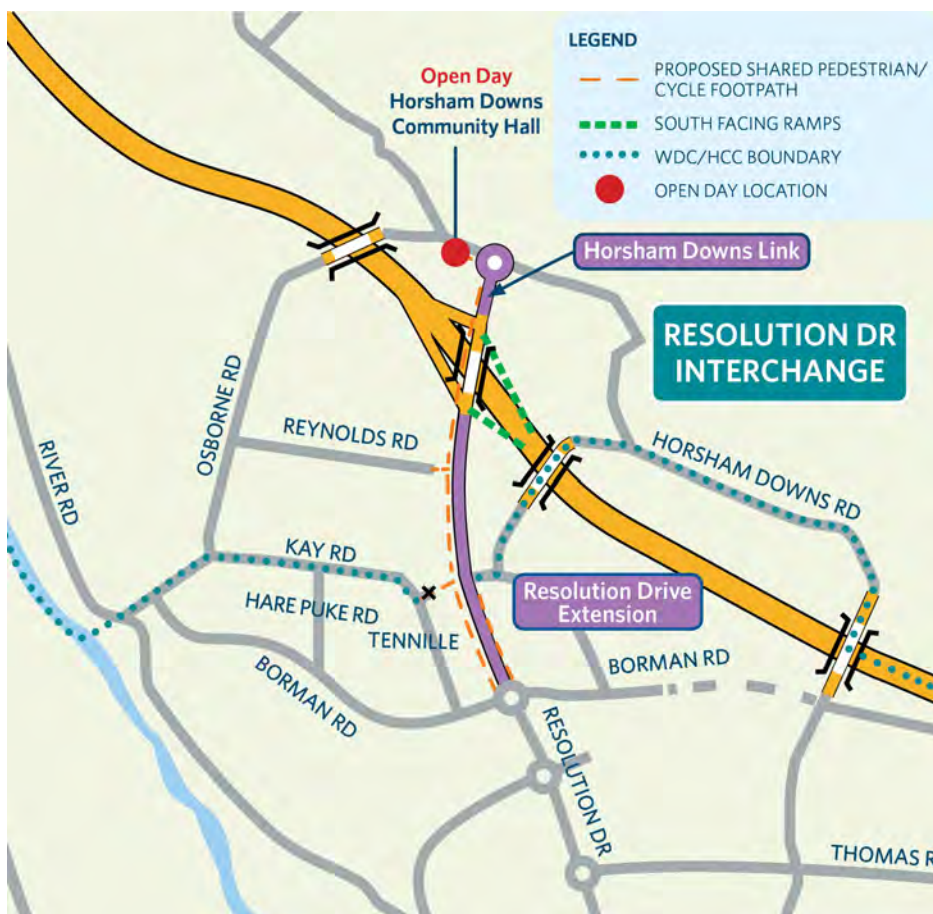 LEGEND
PROPOSED SHARED PEDESTRIAN/
CYCLE FOOTPATH
SOUTH FACING RAMPS
WDC/HCC BOUNDARY
OPEN DAY LOCATION
Open Day
Horsham Downs
Community Hall
Horsham Downs Link
RESOLUTION DR
INTERCHANGE
OSBORNE RD
REYNOLDS RD
RIVER RD
HORSHAM DOWNS RD
KAY RD
HARE PUKE RD
TENNILLE
Resolution Drive
Extension
BORMAN RD
BORMAN RD
RESOLUTION DR
THOMAS R